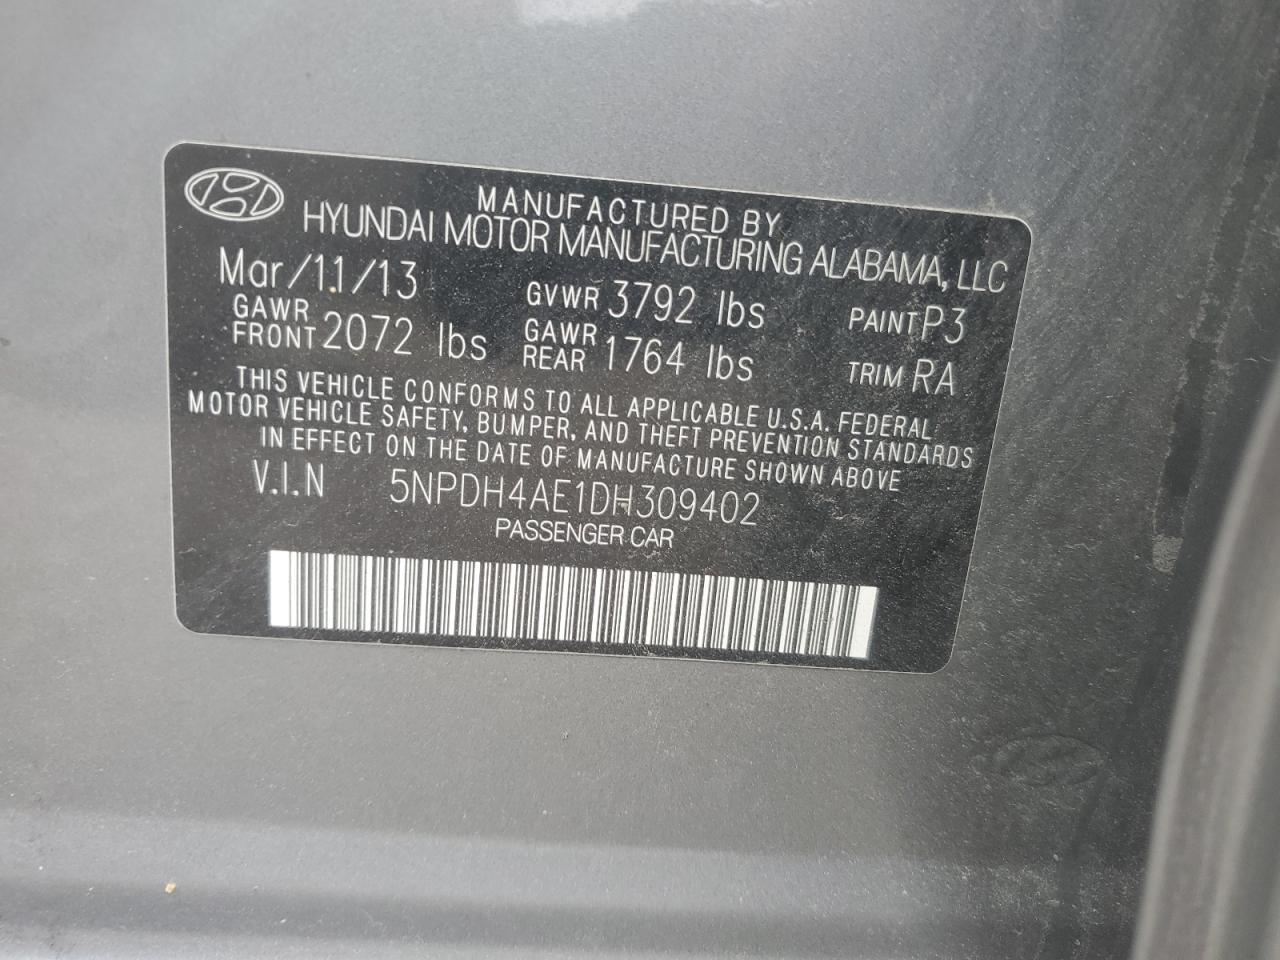 MANUFACTURED BY
HYUNDAI MOTOR MANUFACTURING ALABAMA, LLC
Mar/11/13 GVWR 3792 lbs PAINT P3
GAWR FRONT 2072 lbs GAWR REAR 1764 lbs TRIM RA
THIS VEHICLE CONFORMS TO ALL APPLICABLE U.S.A. FEDERAL
MOTOR VEHICLE SAFETY, BUMPER, AND THEFT PREVENTION STANDARDS
IN EFFECT ON THE DATE OF MANUFACTURE SHOWN ABOVE
V.I.N 5NPDH4AE1DH309402
PASSENGER CAR